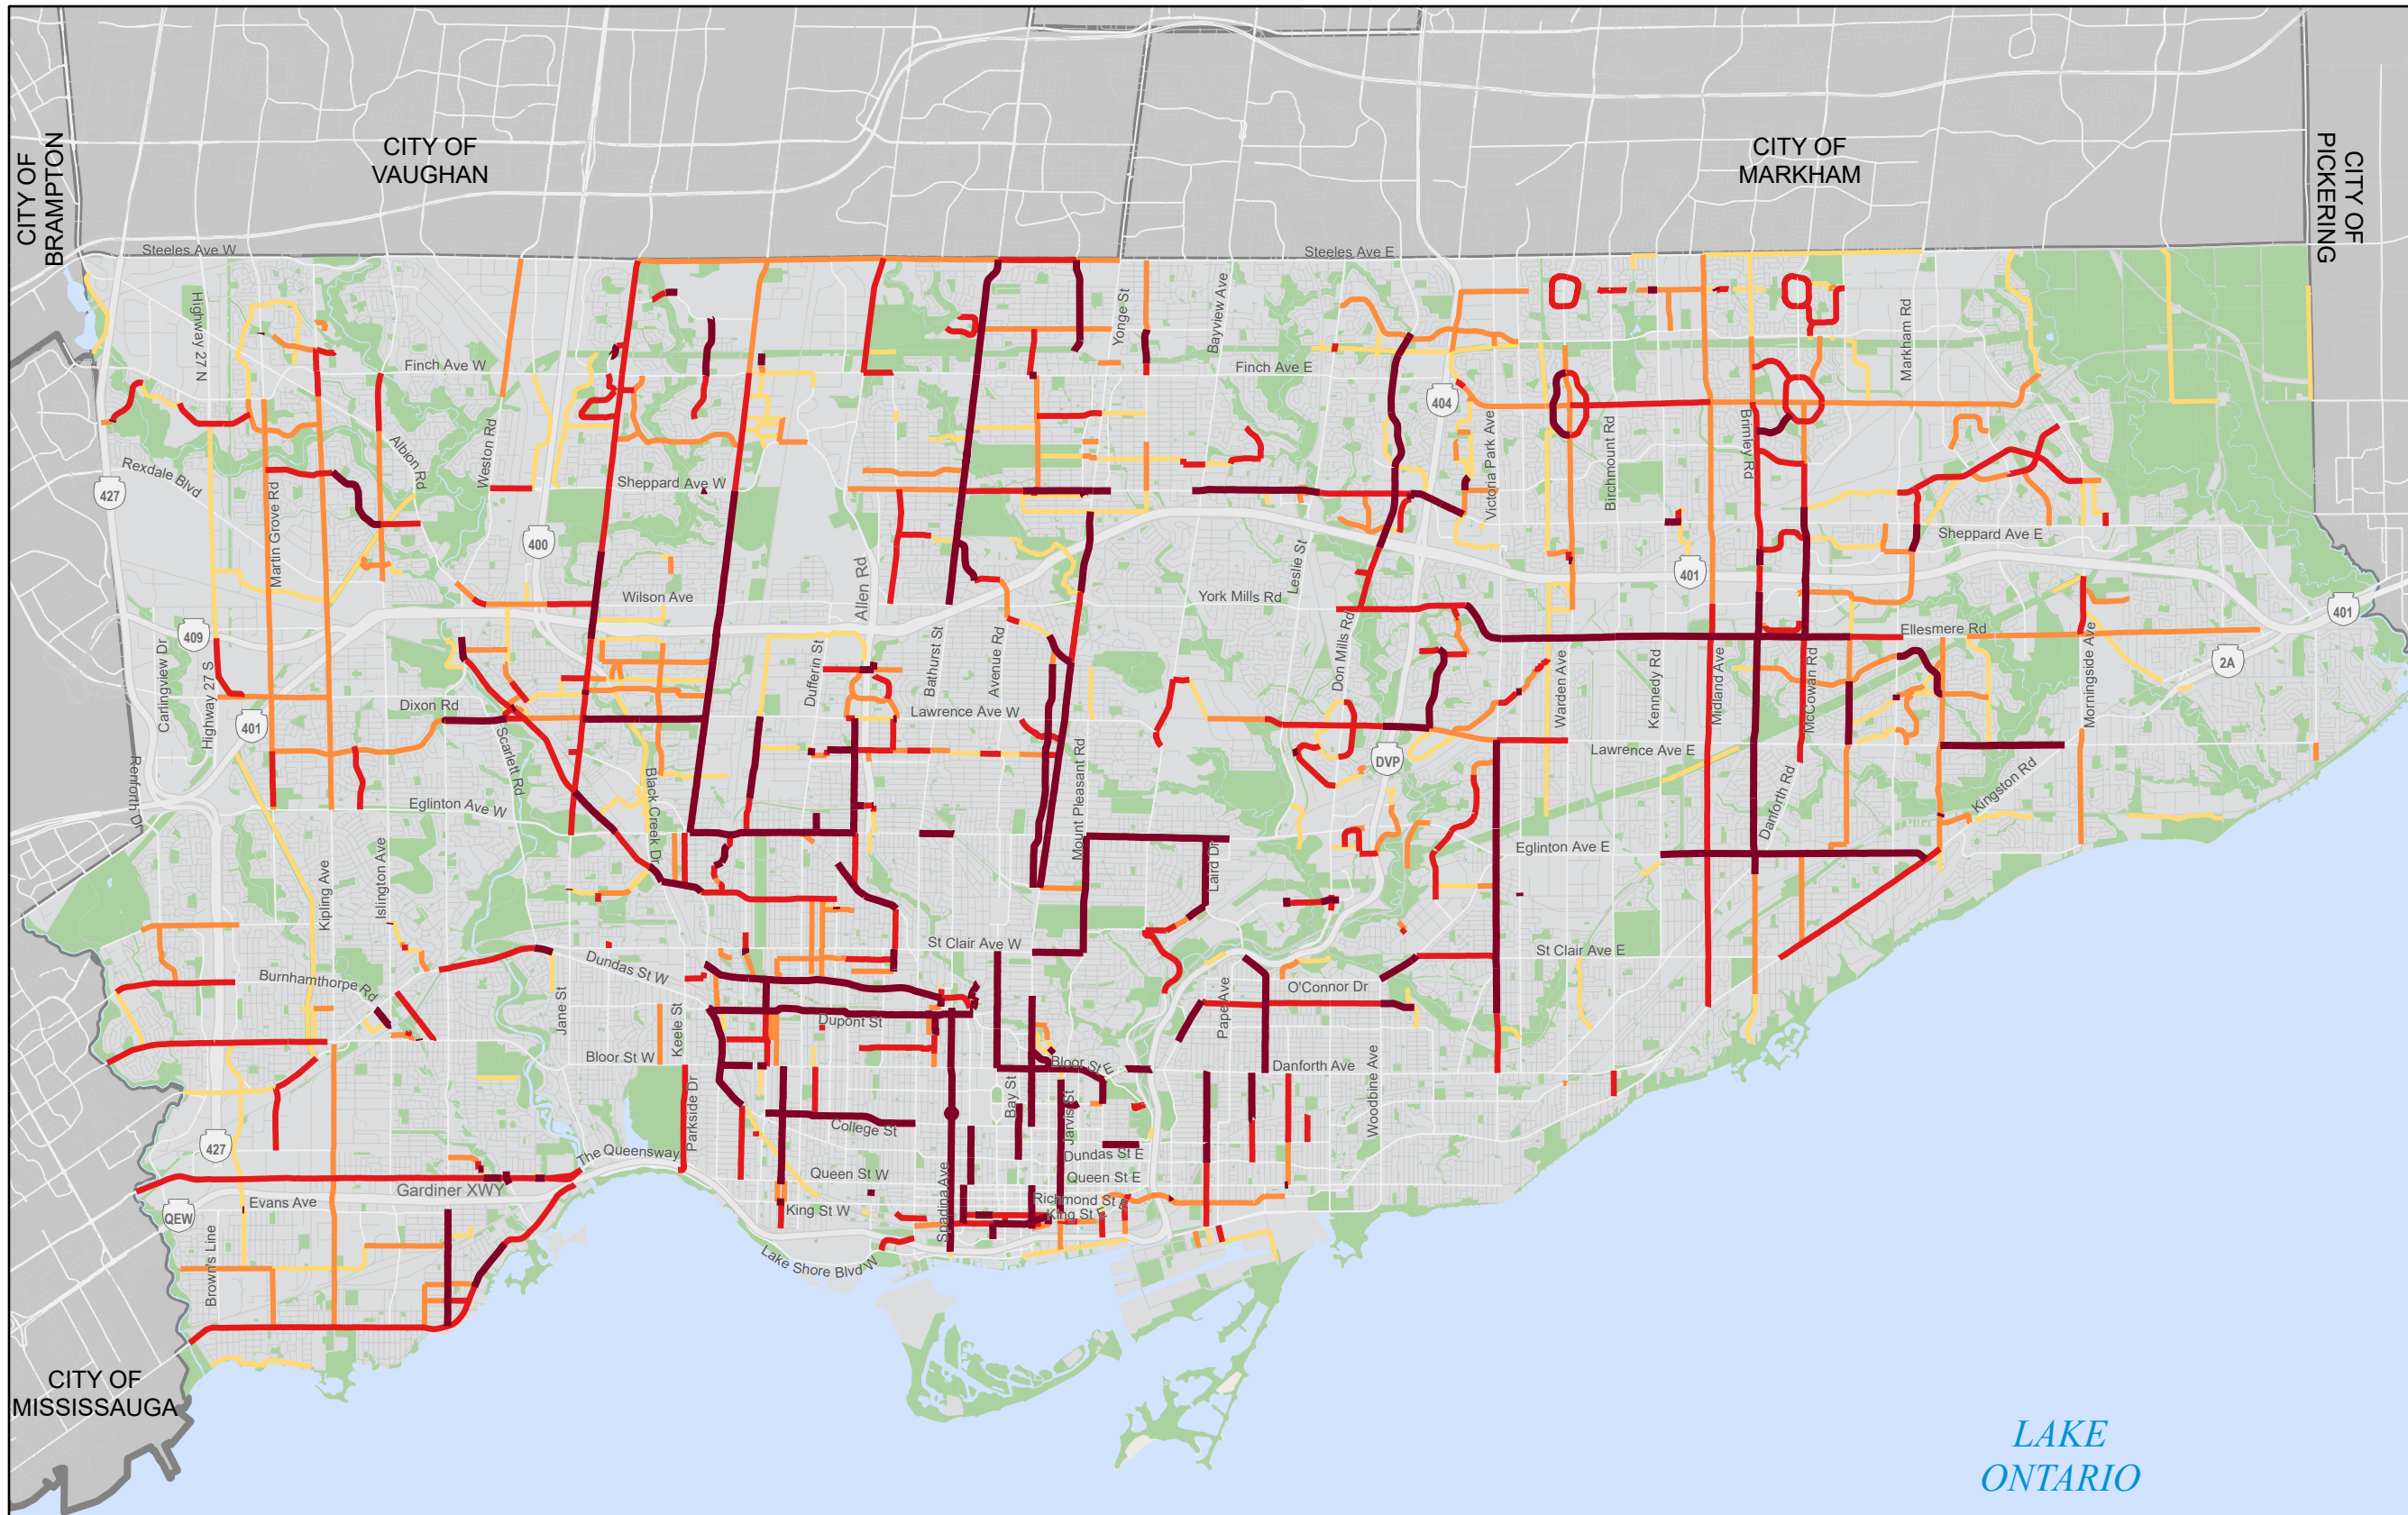 CITY OF
BRAMPTON
CITY OF
VAUGHAN
CITY OF
MARKHAM
CITY OF
PICKERING
Steeles Ave W
Steeles Ave E
Highway 27 N
Yonge St
Bayview Ave
Markham Rd
Finch Ave W
Finch Ave E
404
Albion Rd
Weston Rd
Victoria Park Ave
Birchmount Rd
Brimley Rd
Rexdale Blvd
427
Martin Grove Rd
Sheppard Ave W
Sheppard Ave E
400
Allen Rd
Leslie St
401
Wilson Ave
York Mills Rd
401
409
Carlingview Dr
Highway 27 S
Dufferin St
Bathurst St
Avenue Rd
Don Mills Rd
Warden Ave
Kennedy Rd
Midland Ave
McCowan Rd
Ellesmere Rd
Morningside Ave
2A
Dixon Rd
401
Lawrence Ave W
Scarlett Rd
Black Creek Dr
Mount Pleasant Rd
DVP
Lawrence Ave E
Danforth Rd
Kingston Rd
Renforth Dr
Eglinton Ave W
Laird Dr
Eglinton Ave E
Kipling Ave
Islington Ave
St Clair Ave W
St Clair Ave E
Dundas St W
Burnhamthorpe Rd
Jane St
Keele St
Dupont St
Pape Ave
O'Connor Dr
Bloor St W
Bloor St E
Danforth Ave
Parkside Dr
Bay St
Jarvis St
Woodbine Ave
427
College St
The Queensway
Dundas St E
Queen St W
Queen St E
Gardiner XWY
Spadina Ave
Richmond St E
QEW
Evans Ave
King St W
King St E
Brown's Line
Lake Shore Blvd W
CITY OF
MISSISSAUGA
LAKE
ONTARIO